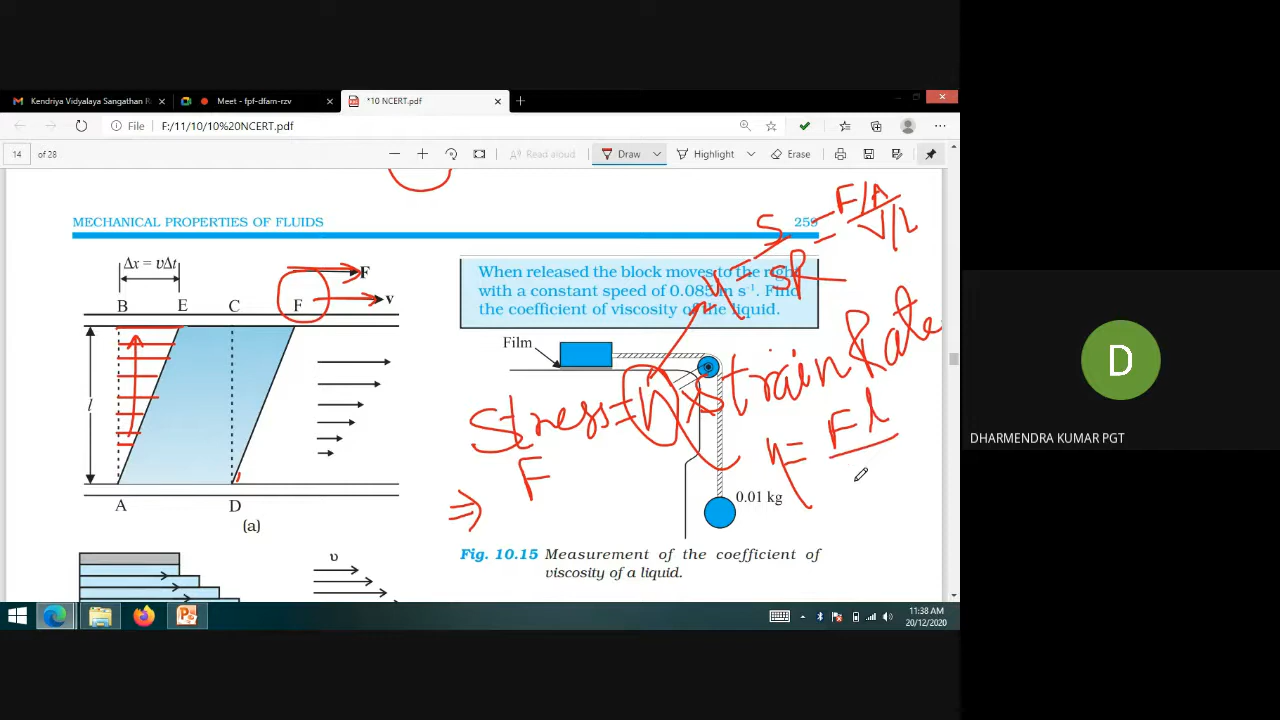 Kendriya Vidyalaya Sangathan R
Meet - fpf-dfam-rzv
*10 NCERT.pdf
File
F:/11/10/10%20NCERT.pdf
14
of 28
Read aloud
Draw
Highlight
Erase
MECHANICAL PROPERTIES OF FLUIDS
259
Δx = υΔt
F
v
B
E
C
F
l
A
D
(a)
υ
When released the block moves to the right
with a constant speed of 0.085 m s⁻¹. Find
the coefficient of viscosity of the liquid.
η = S/SR = F/A / V/l
Film
Stress = η × Strain Rate
⇒ F
η = Fl
0.01 kg
Fig. 10.15 Measurement of the coefficient of
viscosity of a liquid.
D
DHARMENDRA KUMAR PGT
11:38 AM
20/12/2020